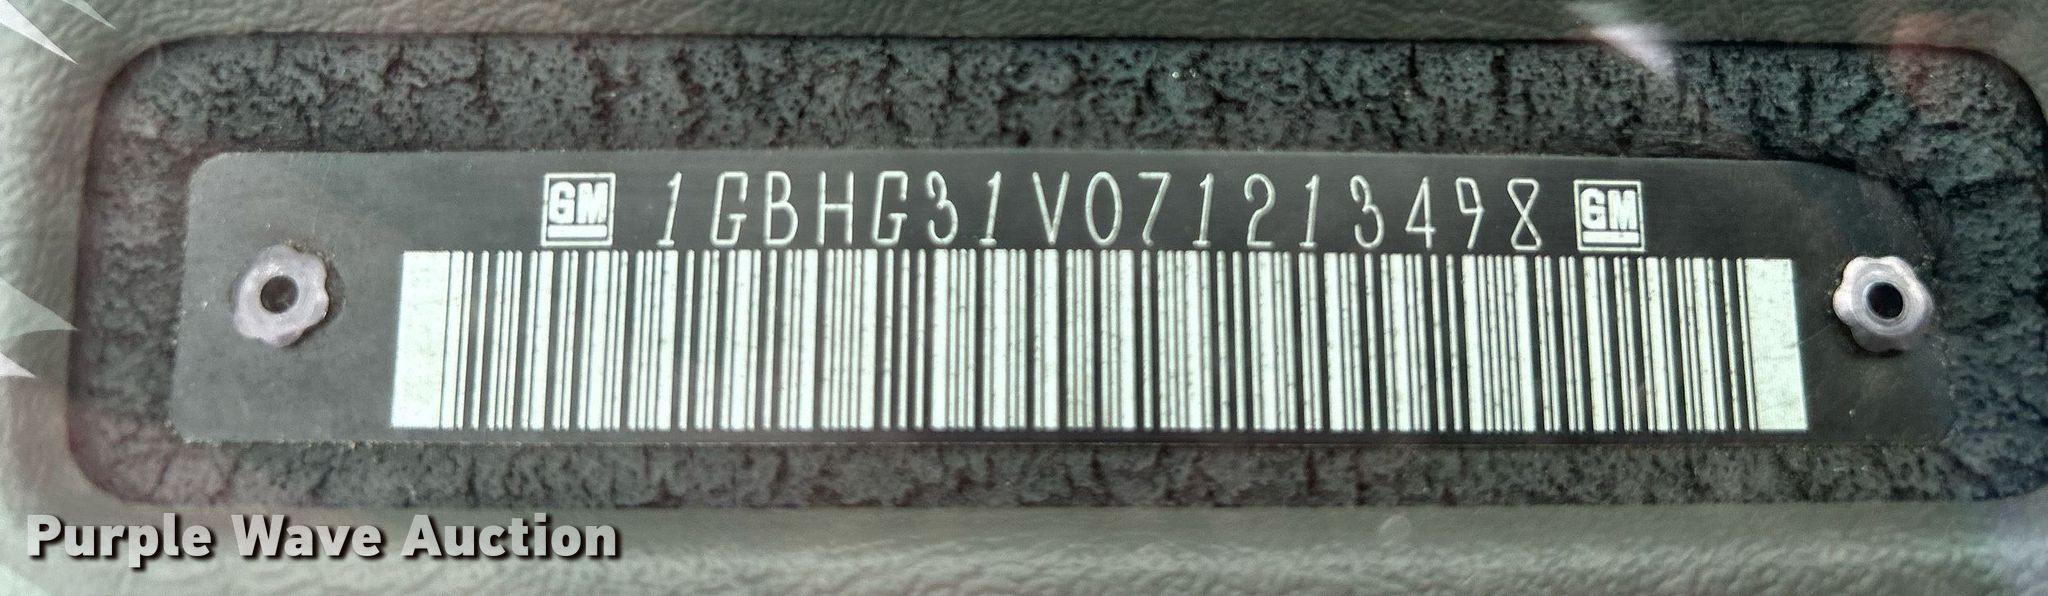 GM 1GBHG31V071213498 GM
Purple Wave Auction